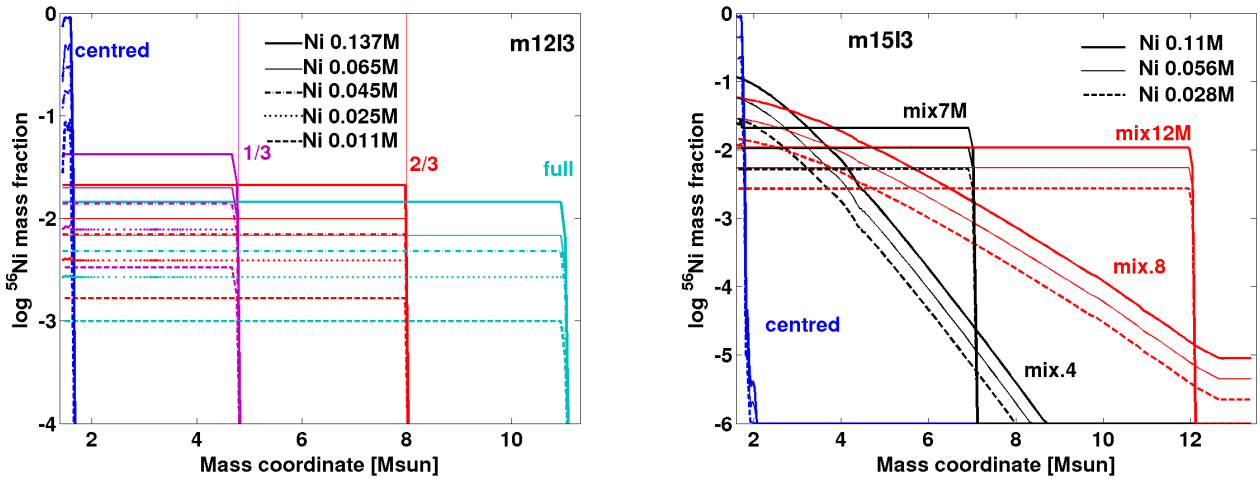 m12l3
centred
Ni 0.137M
Ni 0.065M
Ni 0.045M
Ni 0.025M
Ni 0.011M
1/3
2/3
full
0
-1
-2
-3
-4
2
4
6
8
10
log ⁵⁶Ni mass fraction
Mass coordinate [Msun]
m15l3
Ni 0.11M
Ni 0.056M
Ni 0.028M
mix7M
mix12M
mix.8
centred
mix.4
0
-1
-2
-3
-4
-5
-6
2
4
6
8
10
12
log ⁵⁶Ni mass fraction
Mass coordinate [Msun]